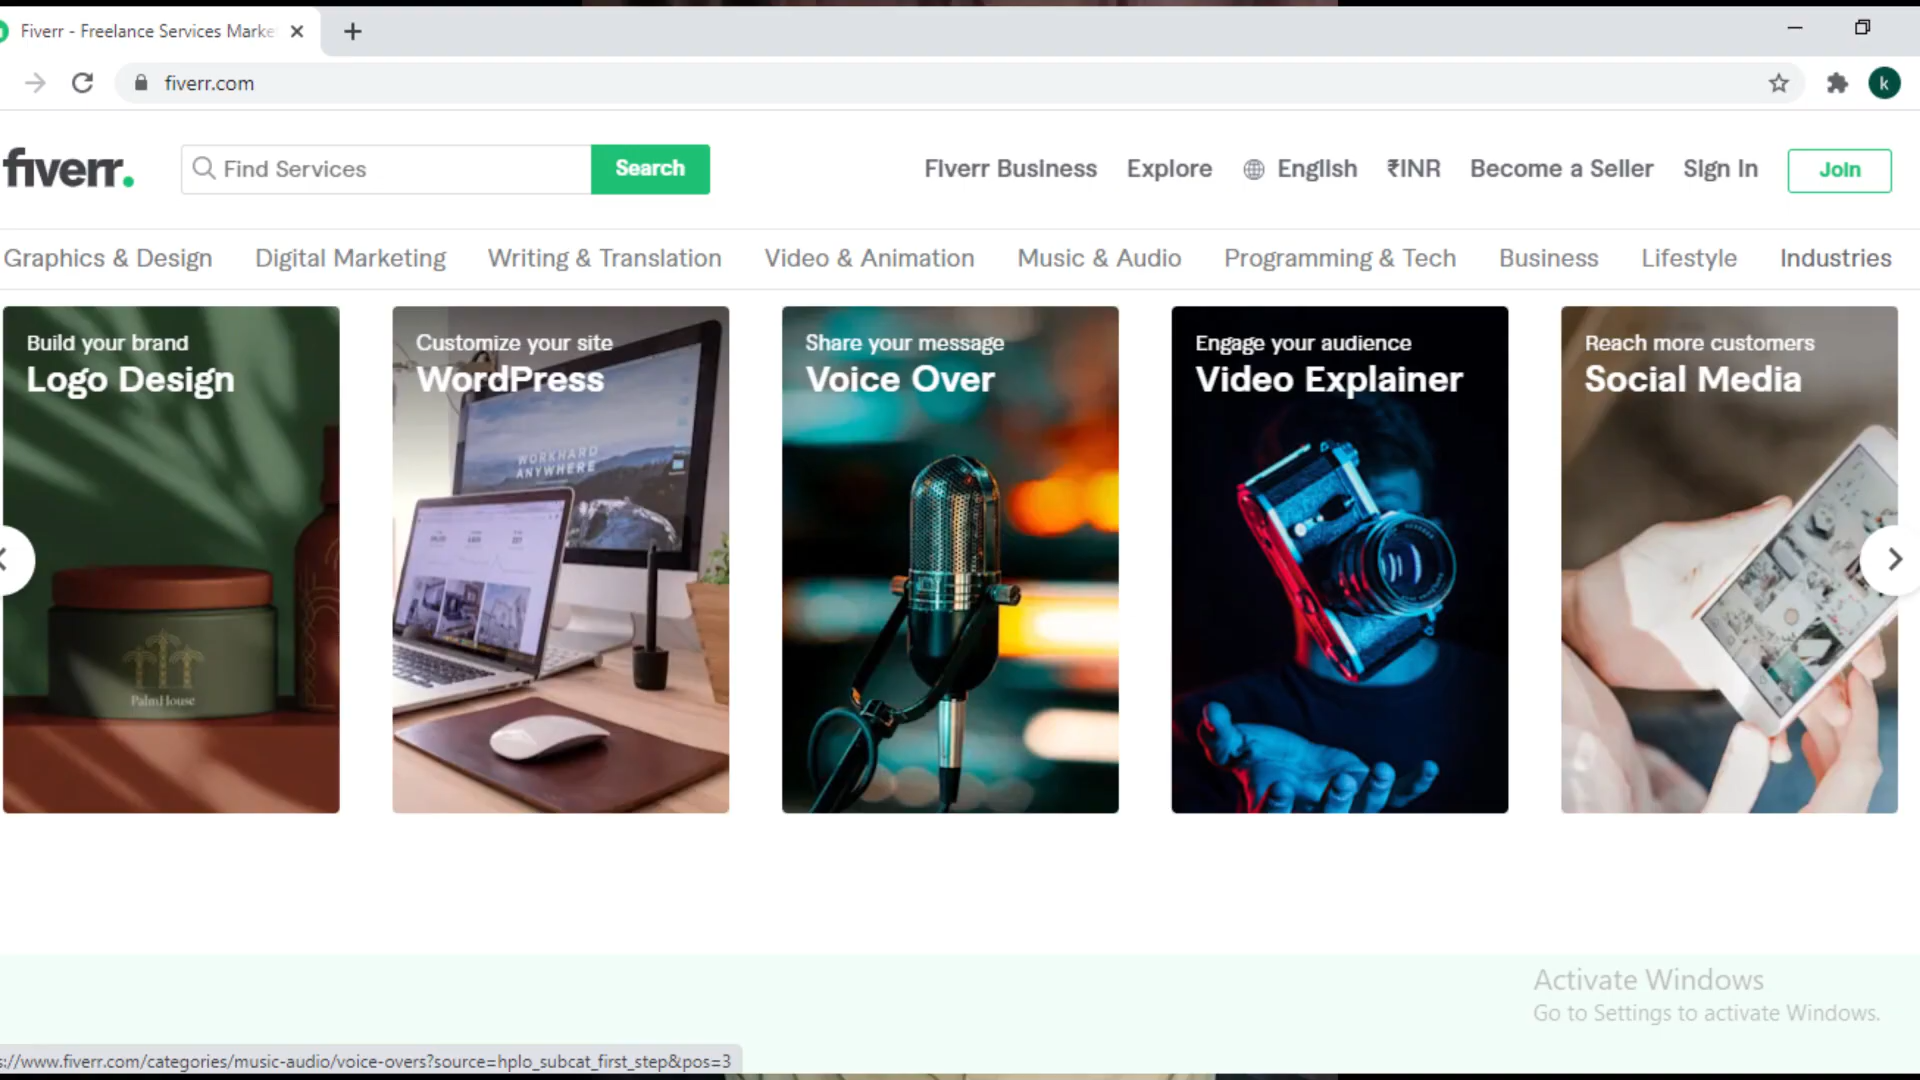 Fiverr - Freelance Services Marke
fiverr.com
k
fiverr.
Find Services
Search
Fiverr Business
Explore
English
₹INR
Become a Seller
Sign In
Join
Graphics & Design
Digital Marketing
Writing & Translation
Video & Animation
Music & Audio
Programming & Tech
Business
Lifestyle
Industries
Build your brand
Logo Design
PalmHouse
Customize your site
WordPress
WORKHARD
ANYWHERE
Share your message
Voice Over
Engage your audience
Video Explainer
Reach more customers
Social Media
Activate Windows
Go to Settings to activate Windows.
s://www.fiverr.com/categories/music-audio/voice-overs?source=hplo_subcat_first_step&pos=3